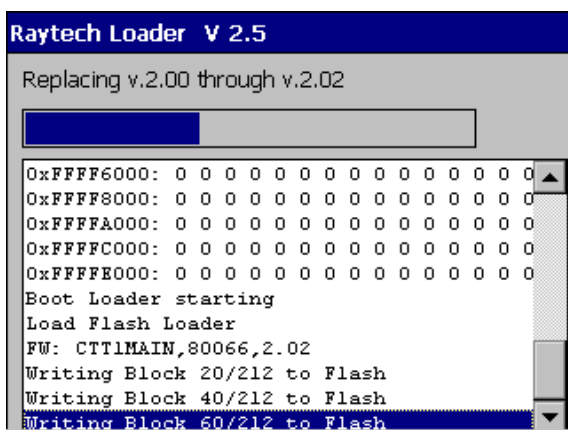 Raytech Loader V 2.5
Replacing v.2.00 through v.2.02
0xFFFF6000: 0 0 0 0 0 0 0 0 0 0 0 0 0 0 0 0
0xFFFF8000: 0 0 0 0 0 0 0 0 0 0 0 0 0 0 0 0
0xFFFFA000: 0 0 0 0 0 0 0 0 0 0 0 0 0 0 0 0
0xFFFFC000: 0 0 0 0 0 0 0 0 0 0 0 0 0 0 0 0
0xFFFFE000: 0 0 0 0 0 0 0 0 0 0 0 0 0 0 0 0
Boot Loader starting
Load Flash Loader
FW: CTT1MAIN,80066,2.02
Writing Block 20/212 to Flash
Writing Block 40/212 to Flash
Writing Block 60/212 to Flash